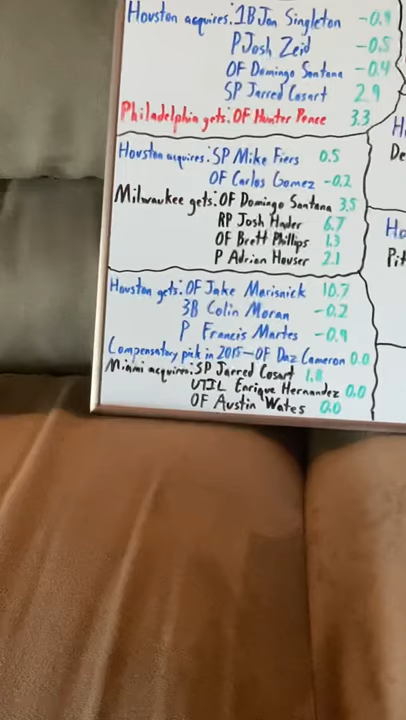 Houston acquires: 1B Jon Singleton -0.9
P Josh Zeid -0.5
OF Domingo Santana -0.4
SP Jarred Cosart 2.9
Philadelphia gets: OF Hunter Pence 3.3
Houston acquires: SP Mike Fiers 0.5
OF Carlos Gomez -0.2
Milwaukee gets: OF Domingo Santana 3.5
RP Josh Hader 6.7
OF Brett Phillips 1.3
P Adrian Houser 2.1
Houston gets: OF Jake Marisnick 10.7
3B Colin Moran -0.2
P Francis Martes -0.9
Compensatory pick in 2015-OF Daz Cameron 0.0
Miami acquires: SP Jarred Cosart 1.8
UTIL Enrique Hernandez 0.0
OF Austin Wates 0.0
H
De
Ho
Pit